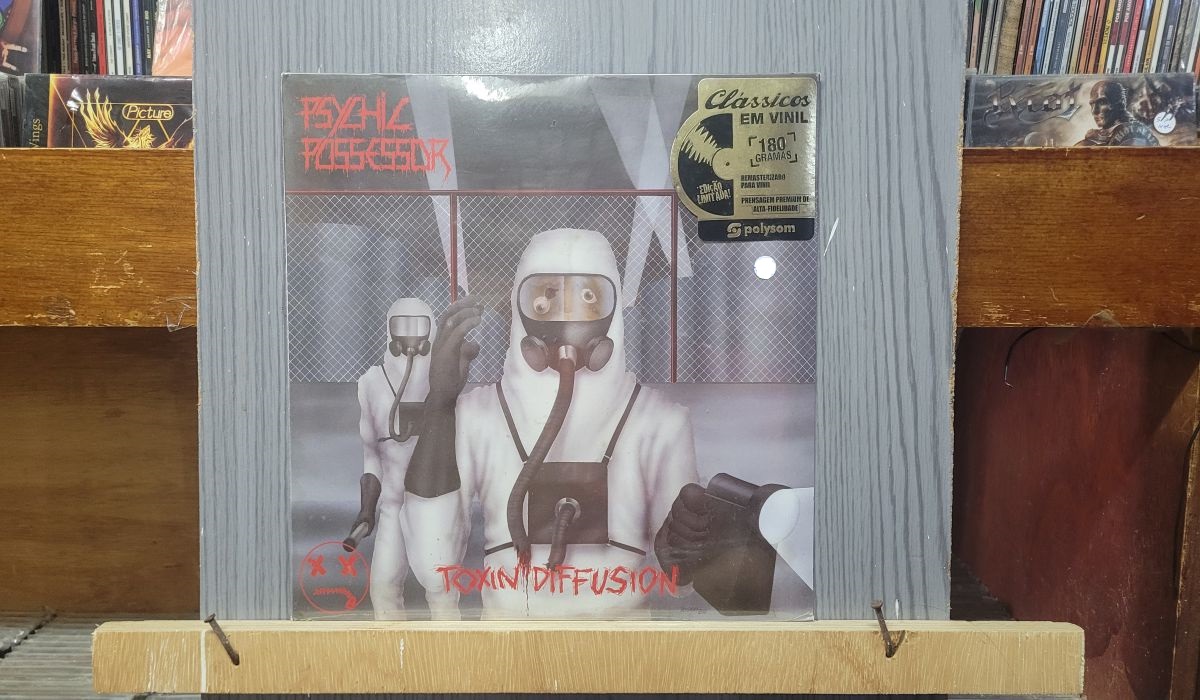 PSYCHIC
POSSESSOR
Clássicos
EM VINIL
180
GRAMAS
EDIÇÃO
LIMITADA!
REMASTERIZADO
PARA VINIL
PRENSAGEM PREMIUM DE
ALTA-FIDELIDADE
polysom
TOXIN DIFFUSION
Picture
Wings